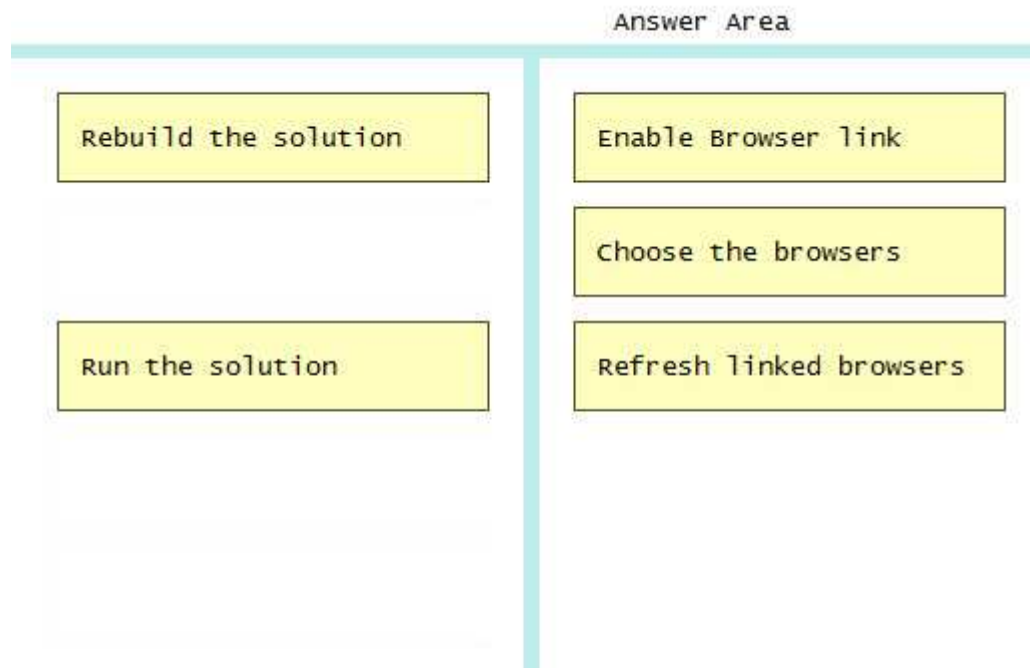 Answer Area
Rebuild the solution
Run the solution
Enable Browser link
Choose the browsers
Refresh linked browsers